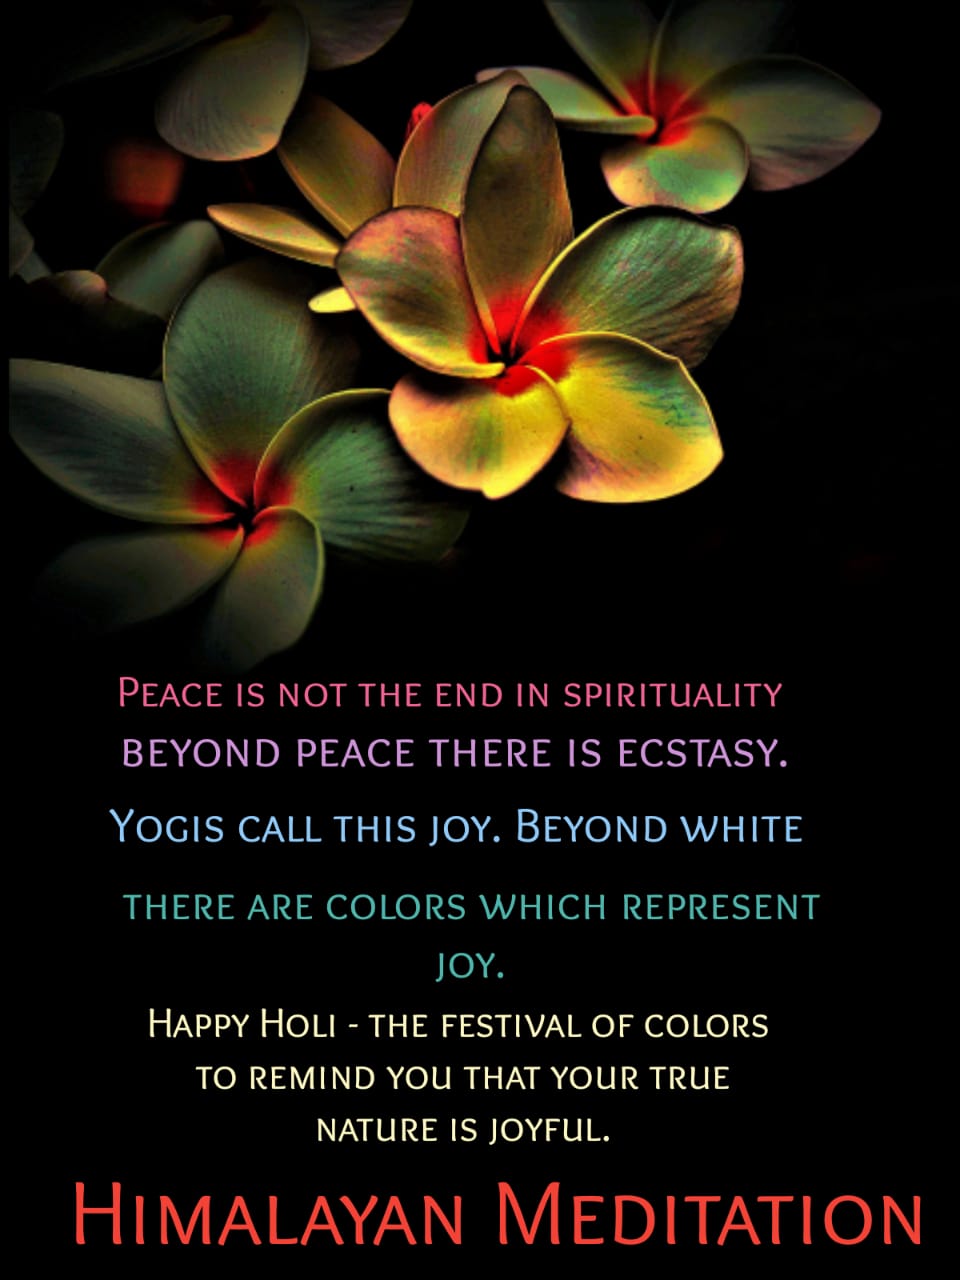 Peace is not the end in spirituality
beyond peace there is ecstasy.
Yogis call this joy. Beyond white
there are colors which represent
joy.
Happy Holi - the festival of colors
to remind you that your true
nature is joyful.
Himalayan Meditation